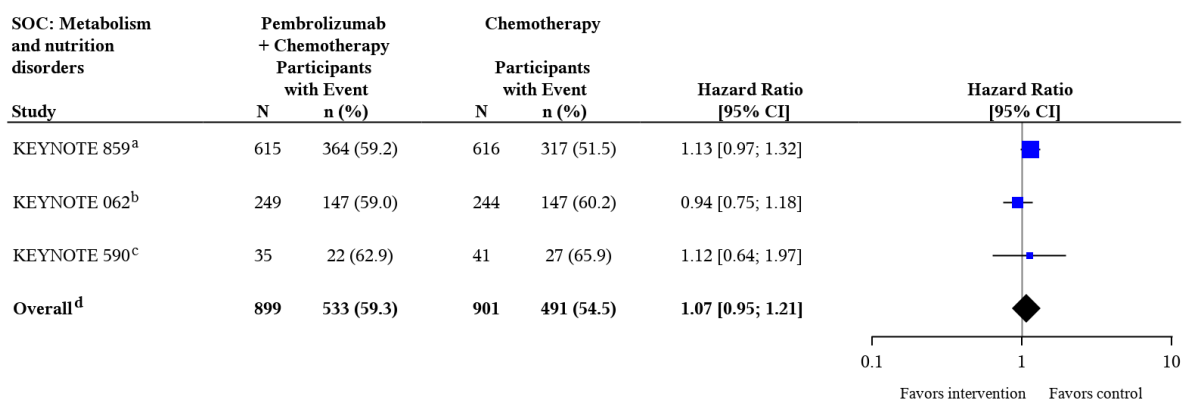 SOC: Metabolism and nutrition disorders
Pembrolizumab + Chemotherapy
Chemotherapy
Participants with Event
Participants with Event
Hazard Ratio
Hazard Ratio
Study N n (%) N n (%) [95% CI] [95% CI]
KEYNOTE 859a 615 364 (59.2) 616 317 (51.5) 1.13 [0.97; 1.32]
KEYNOTE 062b 249 147 (59.0) 244 147 (60.2) 0.94 [0.75; 1.18]
KEYNOTE 590c 35 22 (62.9) 41 27 (65.9) 1.12 [0.64; 1.97]
Overalld 899 533 (59.3) 901 491 (54.5) 1.07 [0.95; 1.21]
0.1 1 10
Favors intervention Favors control